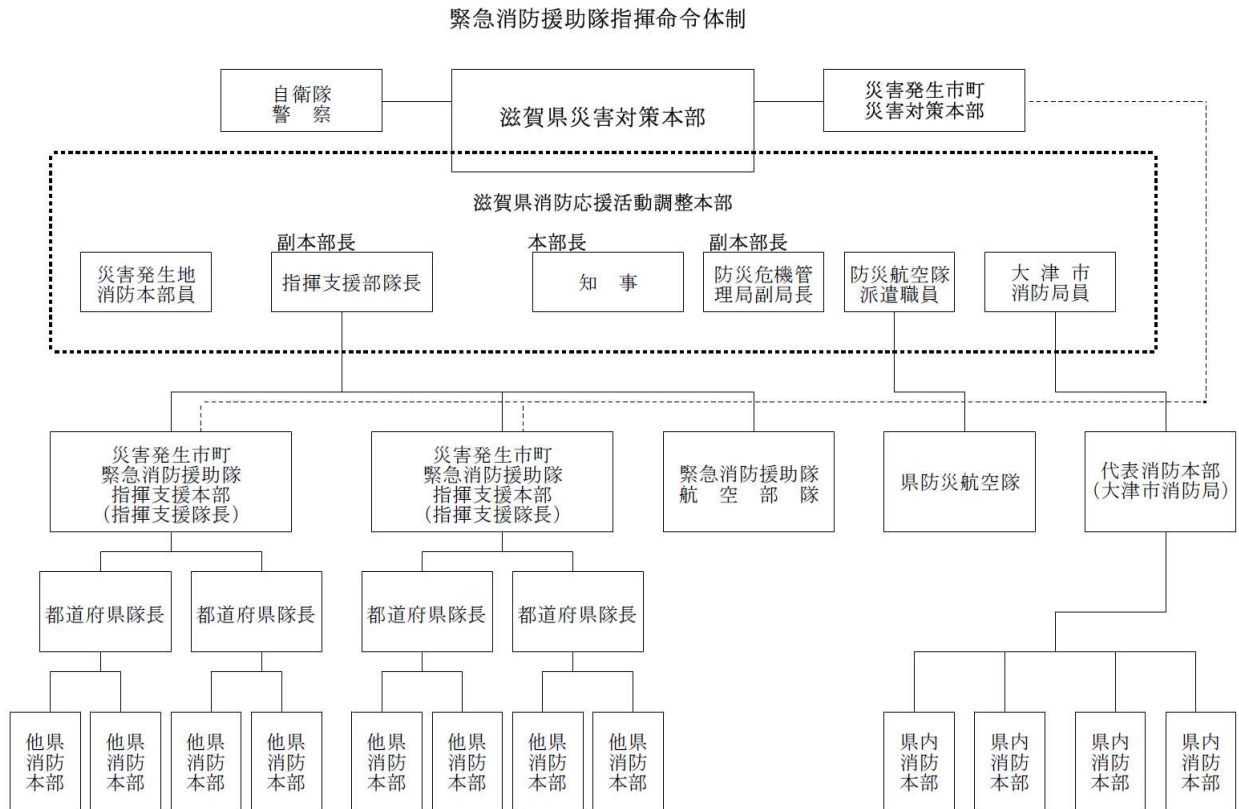 緊急消防援助隊指揮命令体制
自衛隊
警　察
滋賀県災害対策本部
災害発生市町
災害対策本部
滋賀県消防応援活動調整本部
副本部長
本部長
副本部長
災害発生地
消防本部員
指揮支援部隊長
知　事
防災危機管
理局副局長
防災航空隊
派遣職員
大　津　市
消防局員
災害発生市町
緊急消防援助隊
指揮支援本部
(指揮支援隊長)
災害発生市町
緊急消防援助隊
指揮支援本部
(指揮支援隊長)
緊急消防援助隊
航　空　部　隊
県防災航空隊
代表消防本部
(大津市消防局)
都道府県隊長
都道府県隊長
都道府県隊長
都道府県隊長
他県
消防
本部
他県
消防
本部
他県
消防
本部
他県
消防
本部
他県
消防
本部
他県
消防
本部
他県
消防
本部
他県
消防
本部
県内
消防
本部
県内
消防
本部
県内
消防
本部
県内
消防
本部